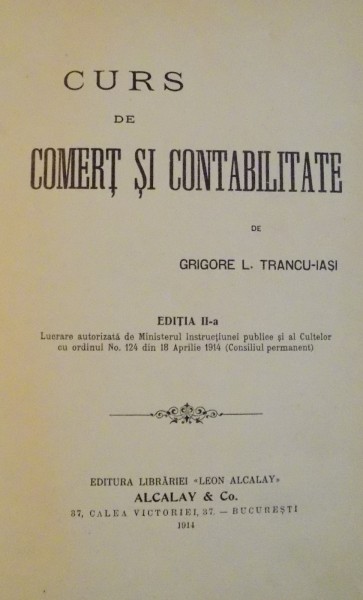 CURS
DE
COMERȚ ȘI CONTABILITATE
DE
GRIGORE L. TRANCU-IAȘI
EDIȚIA II-a
Lucrare autorizată de Ministerul instrucțiunei publice și al Cultelor
cu ordinul No. 124 din 18 Aprilie 1914 (Consiliul permanent)
EDITURA LIBRĂRIEI «LEON ALCALAY»
ALCALAY & Co.
37, CALEA VICTORIEI, 37. — BUCUREȘTI
1914